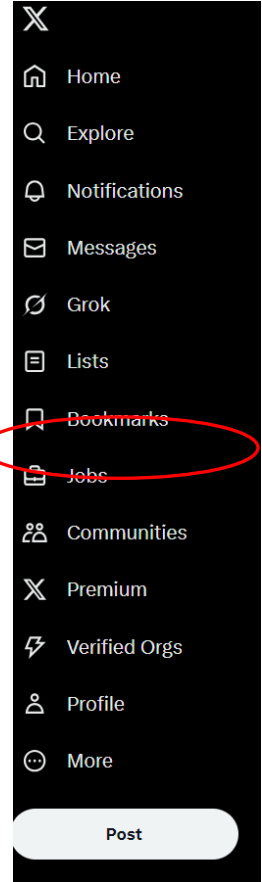 Home
Explore
Notifications
Messages
Grok
Lists
Bookmarks
Jobs
Communities
Premium
Verified Orgs
Profile
More
Post